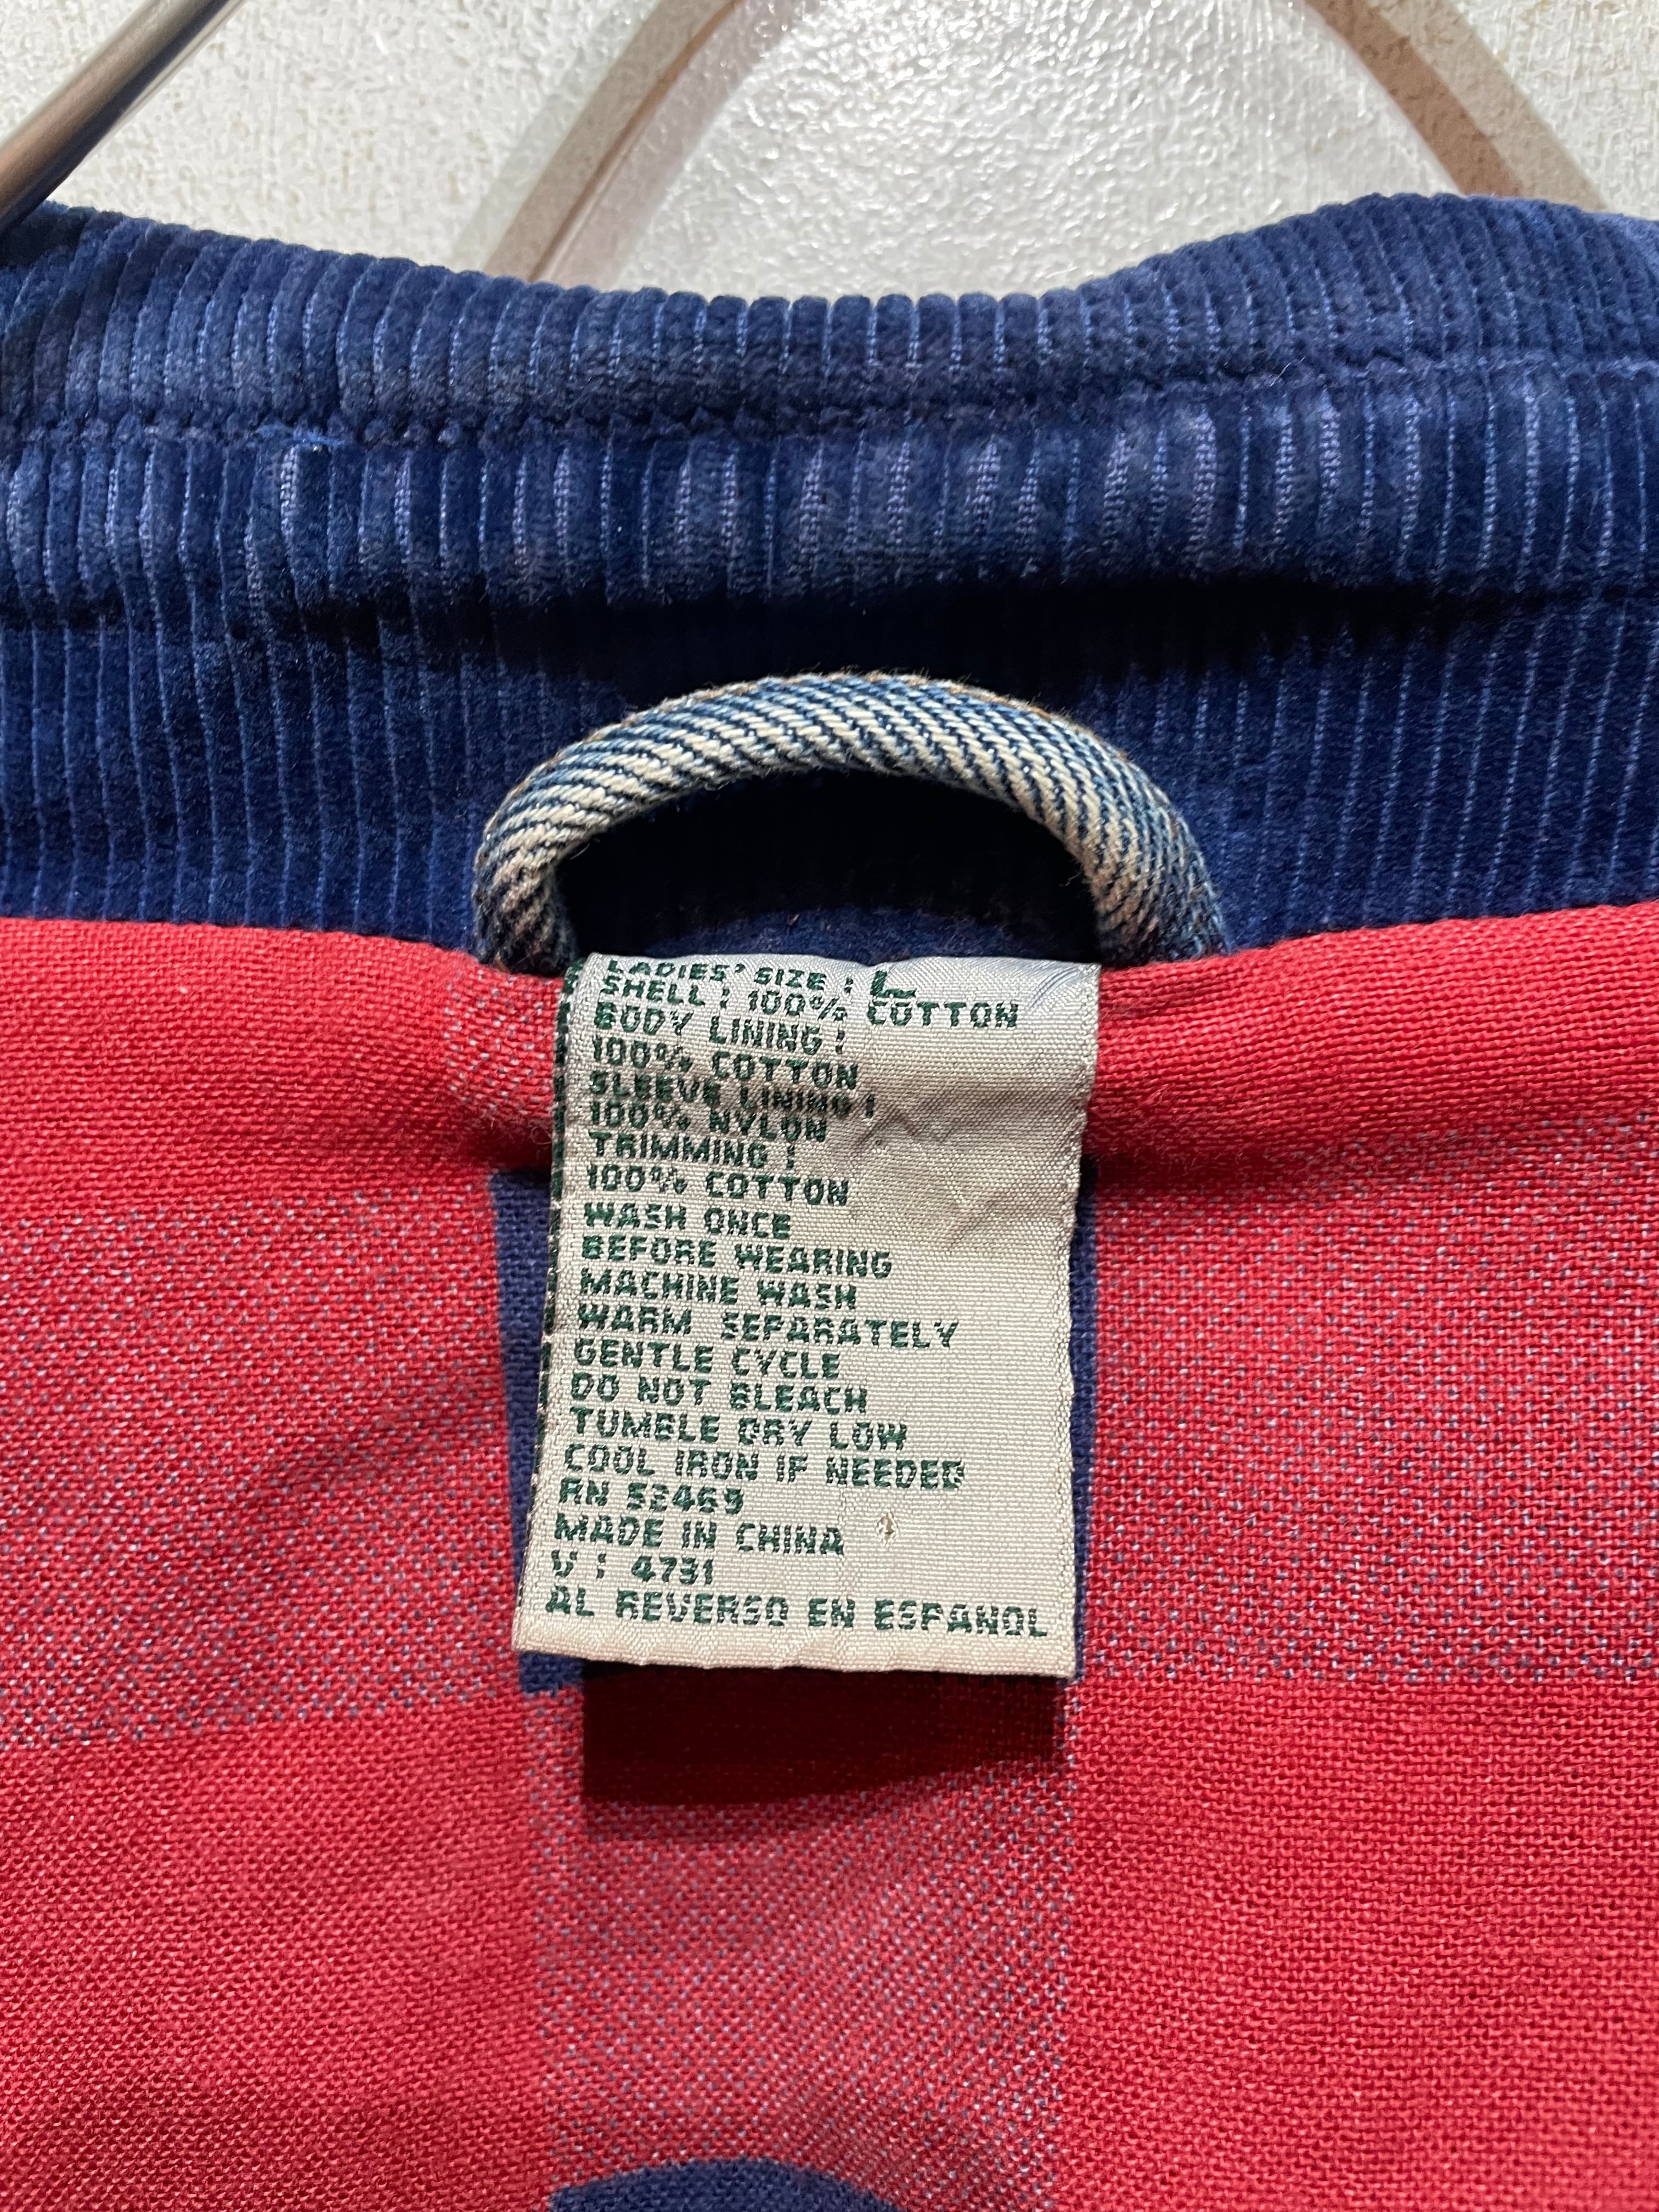 LADIES' SIZE : L
SHELL : 100% COTTON
BODY LINING :
100% COTTON
SLEEVE LINING :
100% NYLON
TRIMMING :
100% COTTON
WASH ONCE
BEFORE WEARING
MACHINE WASH
WARM SEPARATELY
GENTLE CYCLE
DO NOT BLEACH
TUMBLE DRY LOW
COOL IRON IF NEEDED
RN 52469
MADE IN CHINA
V : 4731
AL REVERSO EN ESPANOL